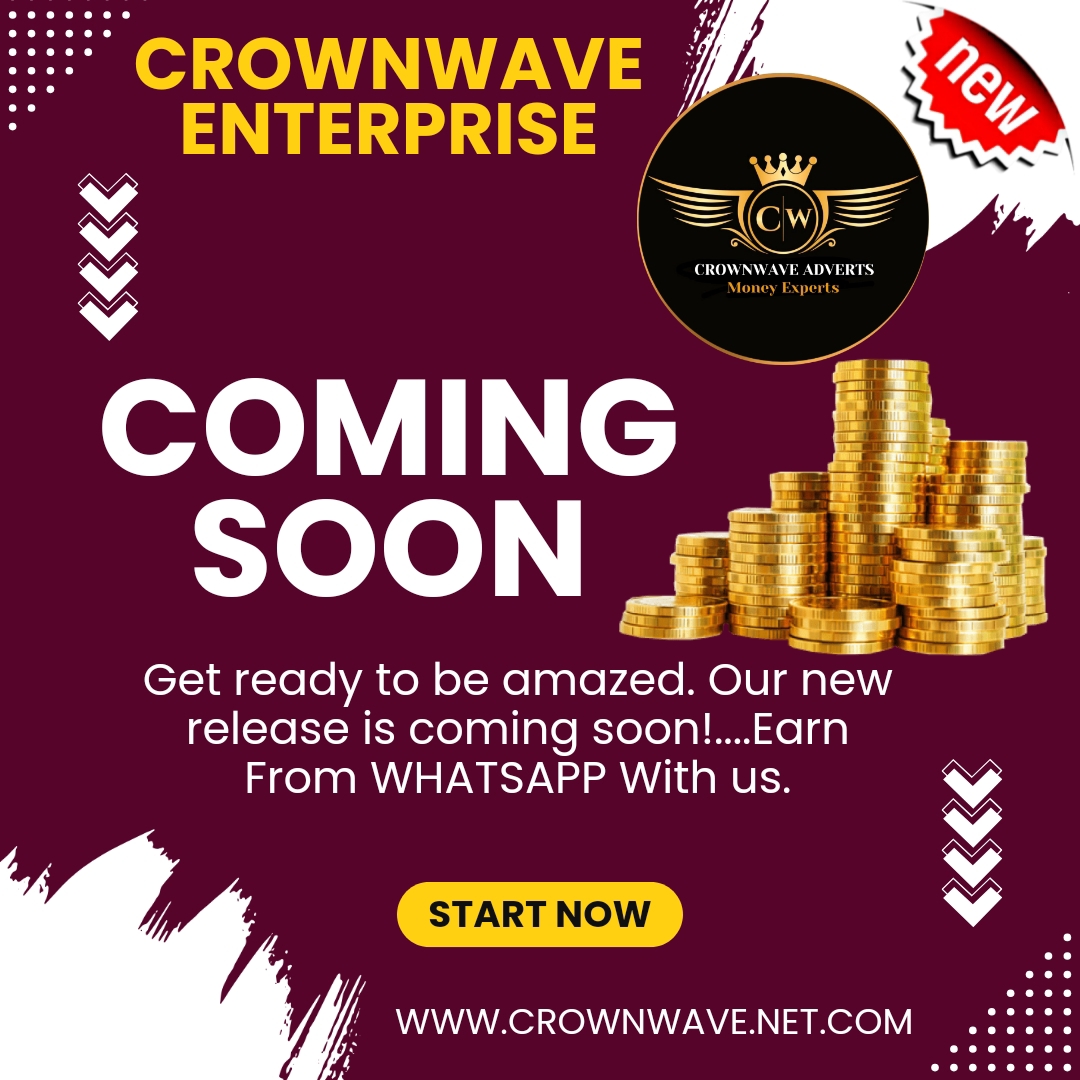 CROWNWAVE
ENTERPRISE
new
C W
CROWNWAVE ADVERTS
Money Experts
COMING
SOON
Get ready to be amazed. Our new
release is coming soon!....Earn
From WHATSAPP With us.
START NOW
WWW.CROWNWAVE.NET.COM